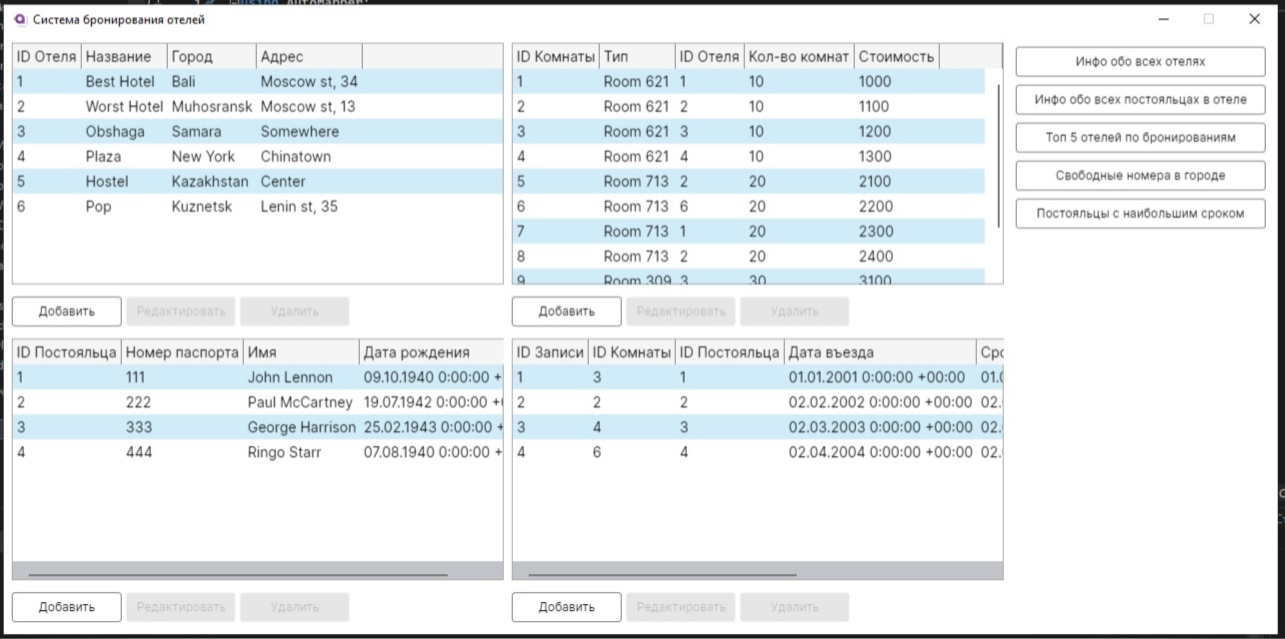 using AutoMapper;
Система бронирования отелей
ID Отеля Название Город Адрес
1 Best Hotel Bali Moscow st, 34
2 Worst Hotel Muhosransk Moscow st, 13
3 Obshaga Samara Somewhere
4 Plaza New York Chinatown
5 Hostel Kazakhstan Center
6 Pop Kuznetsk Lenin st, 35
Добавить Редактировать Удалить
ID Комнаты Тип ID Отеля Кол-во комнат Стоимость
1 Room 621 1 10 1000
2 Room 621 2 10 1100
3 Room 621 3 10 1200
4 Room 621 4 10 1300
5 Room 713 2 20 2100
6 Room 713 6 20 2200
7 Room 713 1 20 2300
8 Room 713 2 20 2400
9 Room 309 3 30 3100
Добавить Редактировать Удалить
Инфо обо всех отелях
Инфо обо всех постояльцах в отеле
Топ 5 отелей по бронированиям
Свободные номера в городе
Постояльцы с наибольшим сроком
ID Постояльца Номер паспорта Имя Дата рождения
1 111 John Lennon 09.10.1940 0:00:00 +
2 222 Paul McCartney 19.07.1942 0:00:00 +
3 333 George Harrison 25.02.1943 0:00:00 +
4 444 Ringo Starr 07.08.1940 0:00:00 +
Добавить Редактировать Удалить
ID Записи ID Комнаты ID Постояльца Дата въезда Сро
1 3 1 01.01.2001 0:00:00 +00:00 01.
2 2 2 02.02.2002 0:00:00 +00:00 02.
3 4 3 02.03.2003 0:00:00 +00:00 02.
4 6 4 02.04.2004 0:00:00 +00:00 02.
Добавить Редактировать Удалить